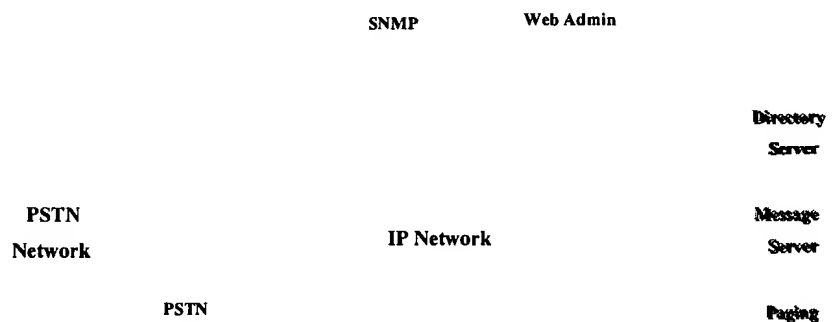 SNMP
Web Admin
Directory
Server
PSTN
Network
IP Network
Message
Server
PSTN
Paging